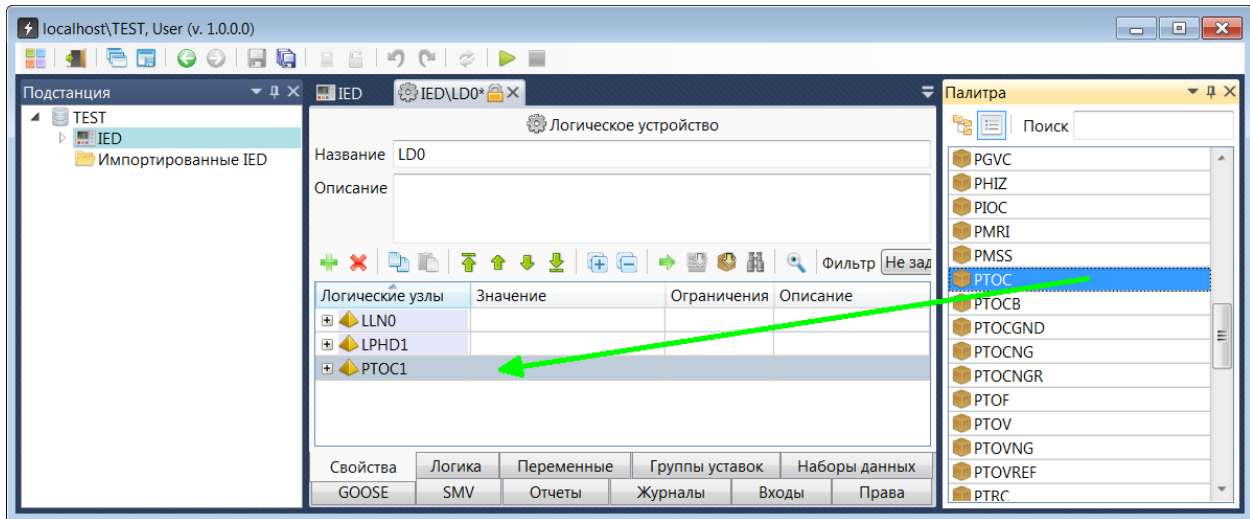 localhost\TEST, User (v. 1.0.0.0)
Подстанция
TEST
IED
Импортированные IED
IED
IED\LD0*
Логическое устройство
Название LD0
Описание
Фильтр Не зад
Логические узлы Значение Ограничения Описание
LLN0
LPHD1
PTOC1
Свойства Логика Переменные Группы уставок Наборы данных
GOOSE SMV Отчеты Журналы Входы Права
Палитра
Поиск
PGVC
PHIZ
PIOC
PMRI
PMSS
PTOC
PTOCB
PTOCGND
PTOCNG
PTOCNGR
PTOF
PTOV
PTOVNG
PTOVREF
PTRC